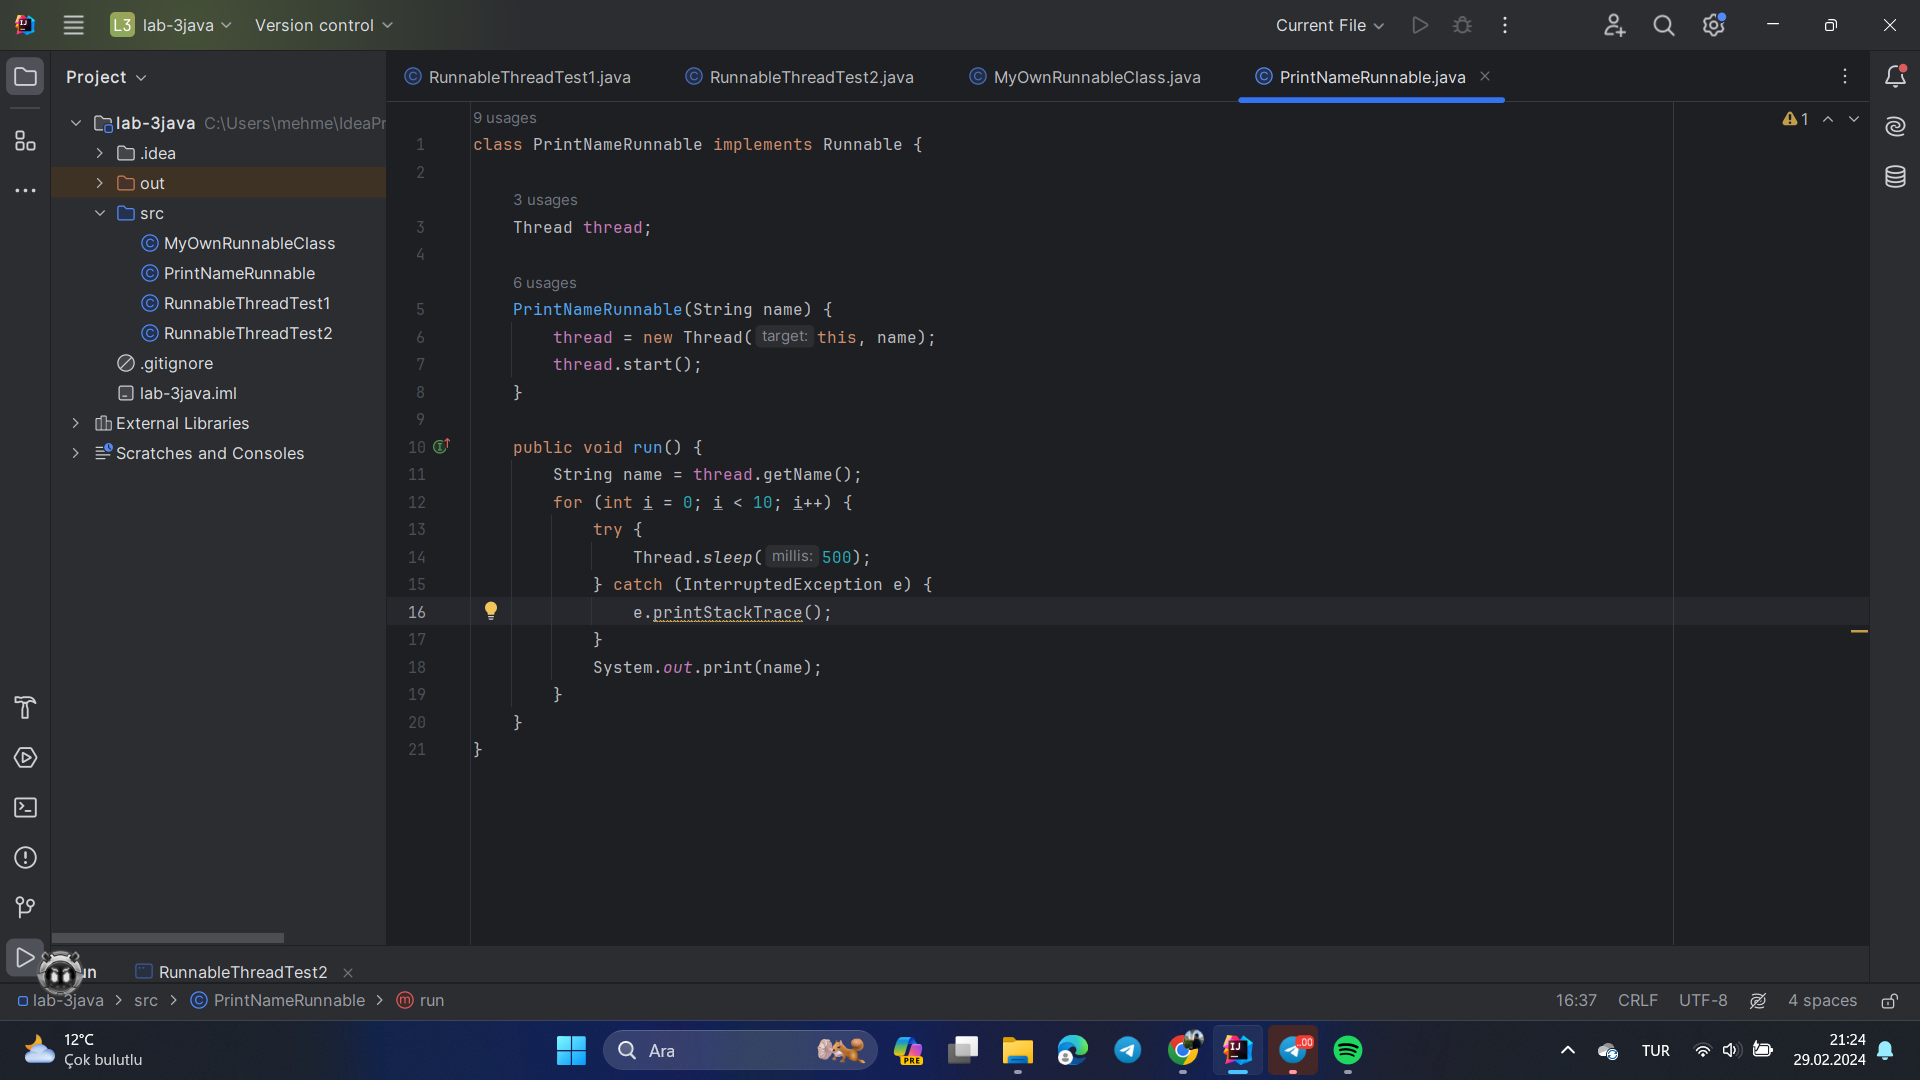 L3 lab-3java Version control Current File
Project
RunnableThreadTest1.java RunnableThreadTest2.java MyOwnRunnableClass.java PrintNameRunnable.java
lab-3java C:\Users\mehme\IdeaPr
.idea
out
src
MyOwnRunnableClass
PrintNameRunnable
RunnableThreadTest1
RunnableThreadTest2
.gitignore
lab-3java.iml
External Libraries
Scratches and Consoles
9 usages
1
1 class PrintNameRunnable implements Runnable {
2
3 usages
3 Thread thread;
4
6 usages
5 PrintNameRunnable(String name) {
6 thread = new Thread( target: this, name);
7 thread.start();
8 }
9
10 public void run() {
11 String name = thread.getName();
12 for (int i = 0; i < 10; i++) {
13 try {
14 Thread.sleep( millis: 500);
15 } catch (InterruptedException e) {
16 e.printStackTrace();
17 }
18 System.out.print(name);
19 }
20 }
21 }
un RunnableThreadTest2
lab-3java > src > PrintNameRunnable > run
16:37 CRLF UTF-8 4 spaces
12°C
Çok bulutlu
Ara
PRE
TUR
21:24
29.02.2024